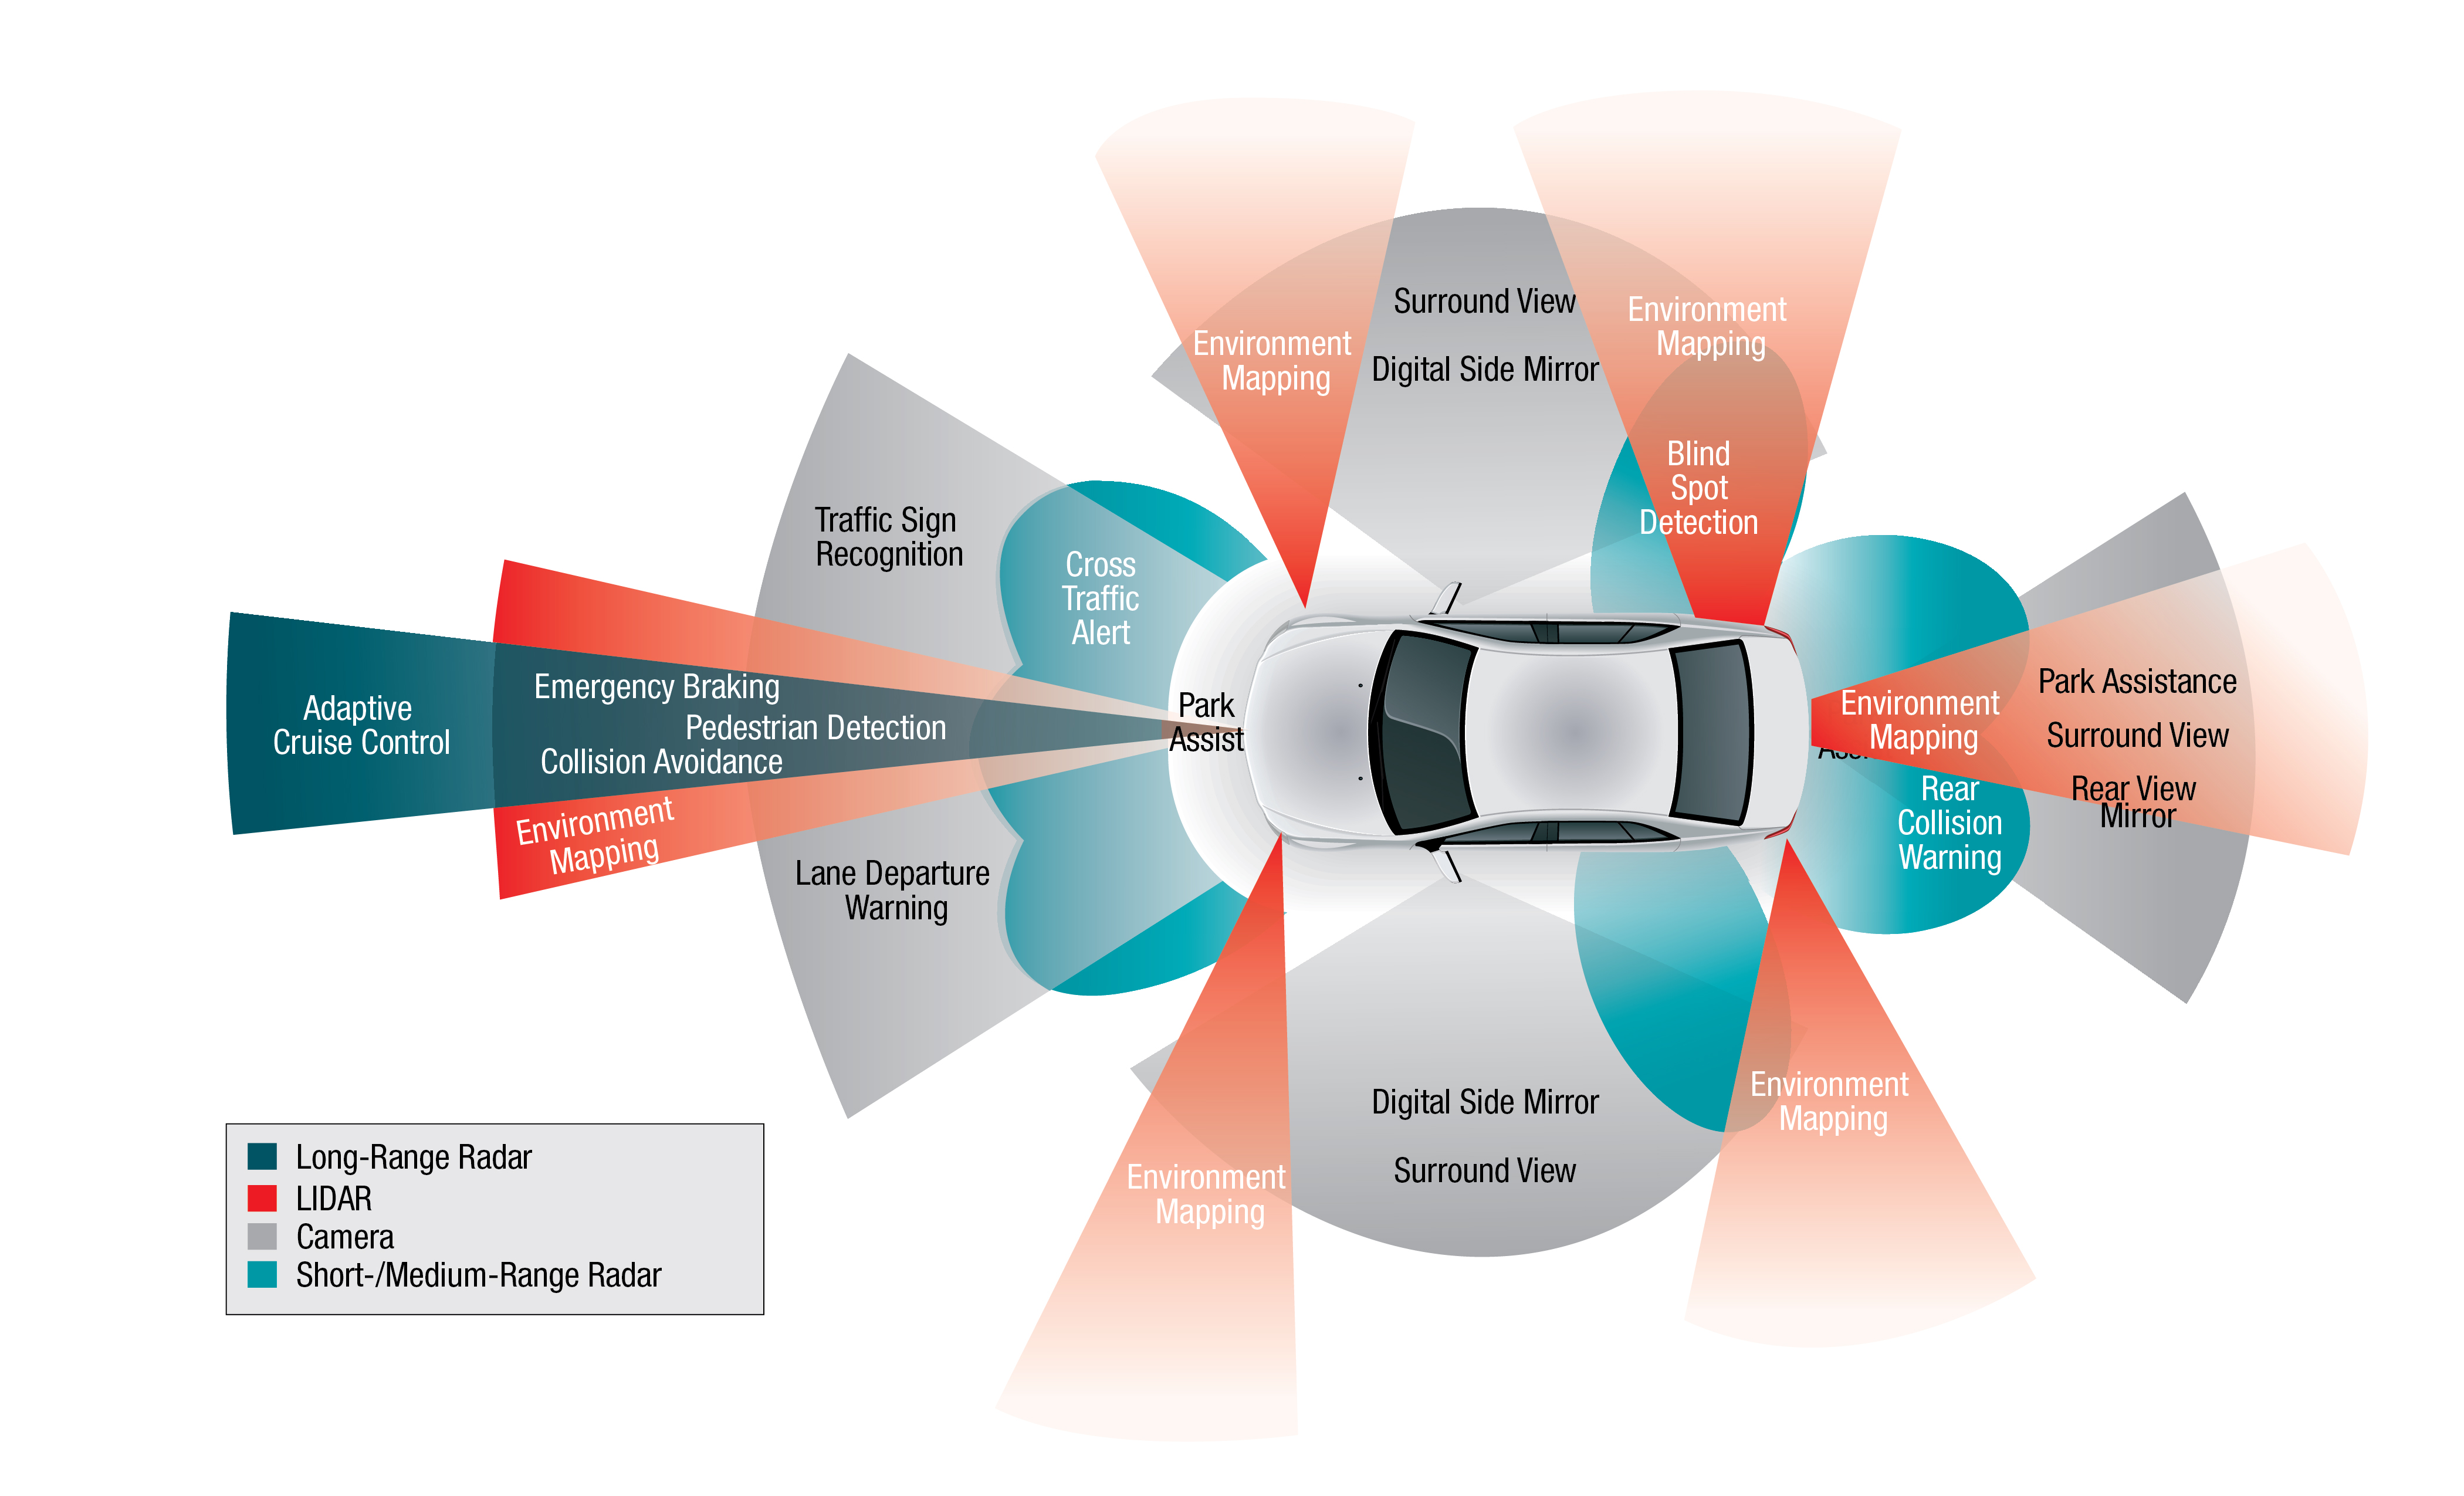 Surround View
Digital Side Mirror
Environment
Mapping
Environment
Mapping
Blind
Spot
Detection
Traffic Sign
Recognition
Cross
Traffic
Alert
Adaptive
Cruise Control
Emergency Braking
Pedestrian Detection
Collision Avoidance
Environment
Mapping
Lane Departure
Warning
Park
Assist
Environment
Mapping
Park Assistance
Surround View
Rear View
Mirror
Rear
Collision
Warning
Digital Side Mirror
Surround View
Environment
Mapping
Environment
Mapping
Long-Range Radar
LIDAR
Camera
Short-/Medium-Range Radar